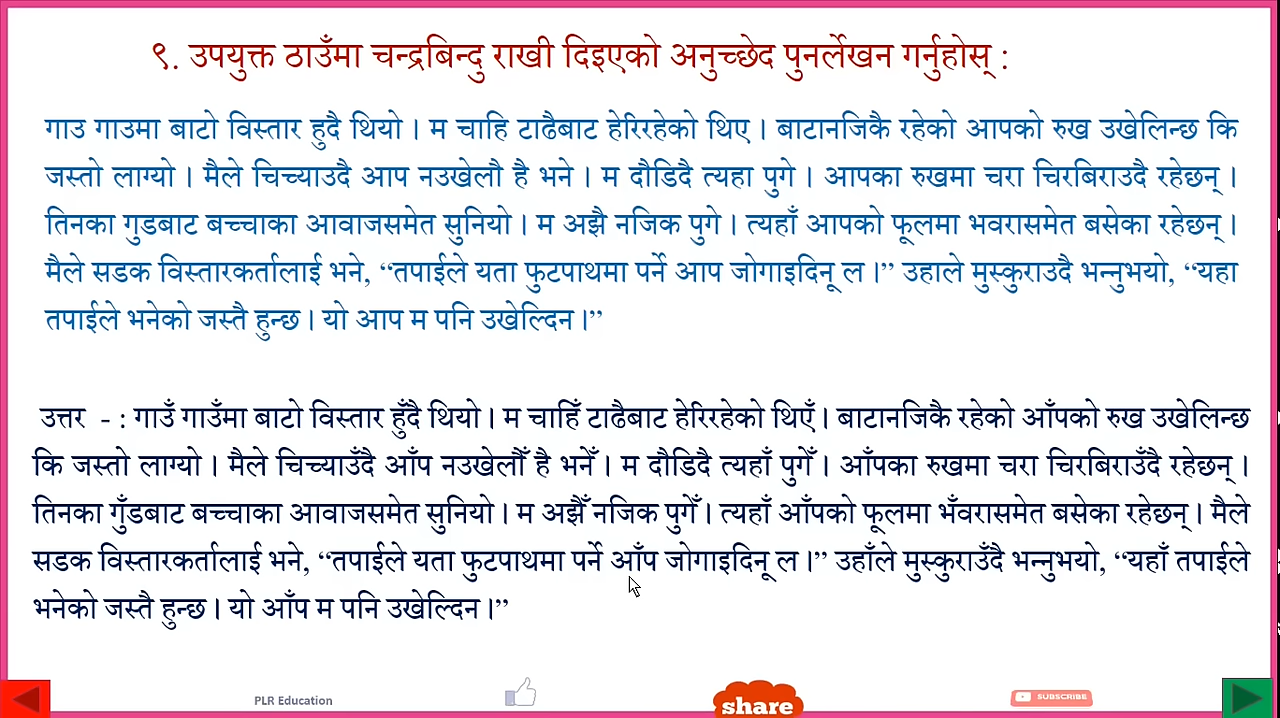 ९. उपयुक्त ठाउँमा चन्द्रबिन्दु राखी दिइएको अनुच्छेद पुनर्लेखन गर्नुहोस् :
गाउ गाउमा बाटो विस्तार हुदै थियो । म चाहि टाढैबाट हेरिरहेको थिए । बाटानजिकै रहेको आपको रुख उखेलिन्छ कि
जस्तो लाग्यो । मैले चिच्याउदै आप नउखेलौ है भने । म दौडिदै त्यहा पुगे । आपका रुखमा चरा चिरबिराउदै रहेछन् ।
तिनका गुडबाट बच्चाका आवाजसमेत सुनियो । म अझै नजिक पुगे । त्यहाँ आपको फूलमा भवरासमेत बसेका रहेछन् ।
मैले सडक विस्तारकर्तालाई भने, “तपाईले यता फुटपाथमा पर्ने आप जोगाइदिनू ल ।” उहाले मुस्कुराउदै भन्नुभयो, “यहा
तपाईले भनेको जस्तै हुन्छ । यो आप म पनि उखेल्दिन ।”
उत्तर - : गाउँ गाउँमा बाटो विस्तार हुँदै थियो । म चाहिँ टाढैबाट हेरिरहेको थिएँ । बाटानजिकै रहेको आँपको रुख उखेलिन्छ
कि जस्तो लाग्यो । मैले चिच्याउँदै आँप नउखेलौँ है भनेँ । म दौडिदै त्यहाँ पुगेँ । आँपका रुखमा चरा चिरबिराउँदै रहेछन् ।
तिनका गुँडबाट बच्चाका आवाजसमेत सुनियो । म अझैँ नजिक पुगेँ । त्यहाँ आँपको फूलमा भँवरासमेत बसेका रहेछन् । मैले
सडक विस्तारकर्तालाई भने, “तपाईले यता फुटपाथमा पर्ने आँप जोगाइदिनू ल ।” उहाँले मुस्कुराउँदै भन्नुभयो, “यहाँ तपाईले
भनेको जस्तै हुन्छ । यो आँप म पनि उखेल्दिन ।”
PLR Education
share
SUBSCRIBE